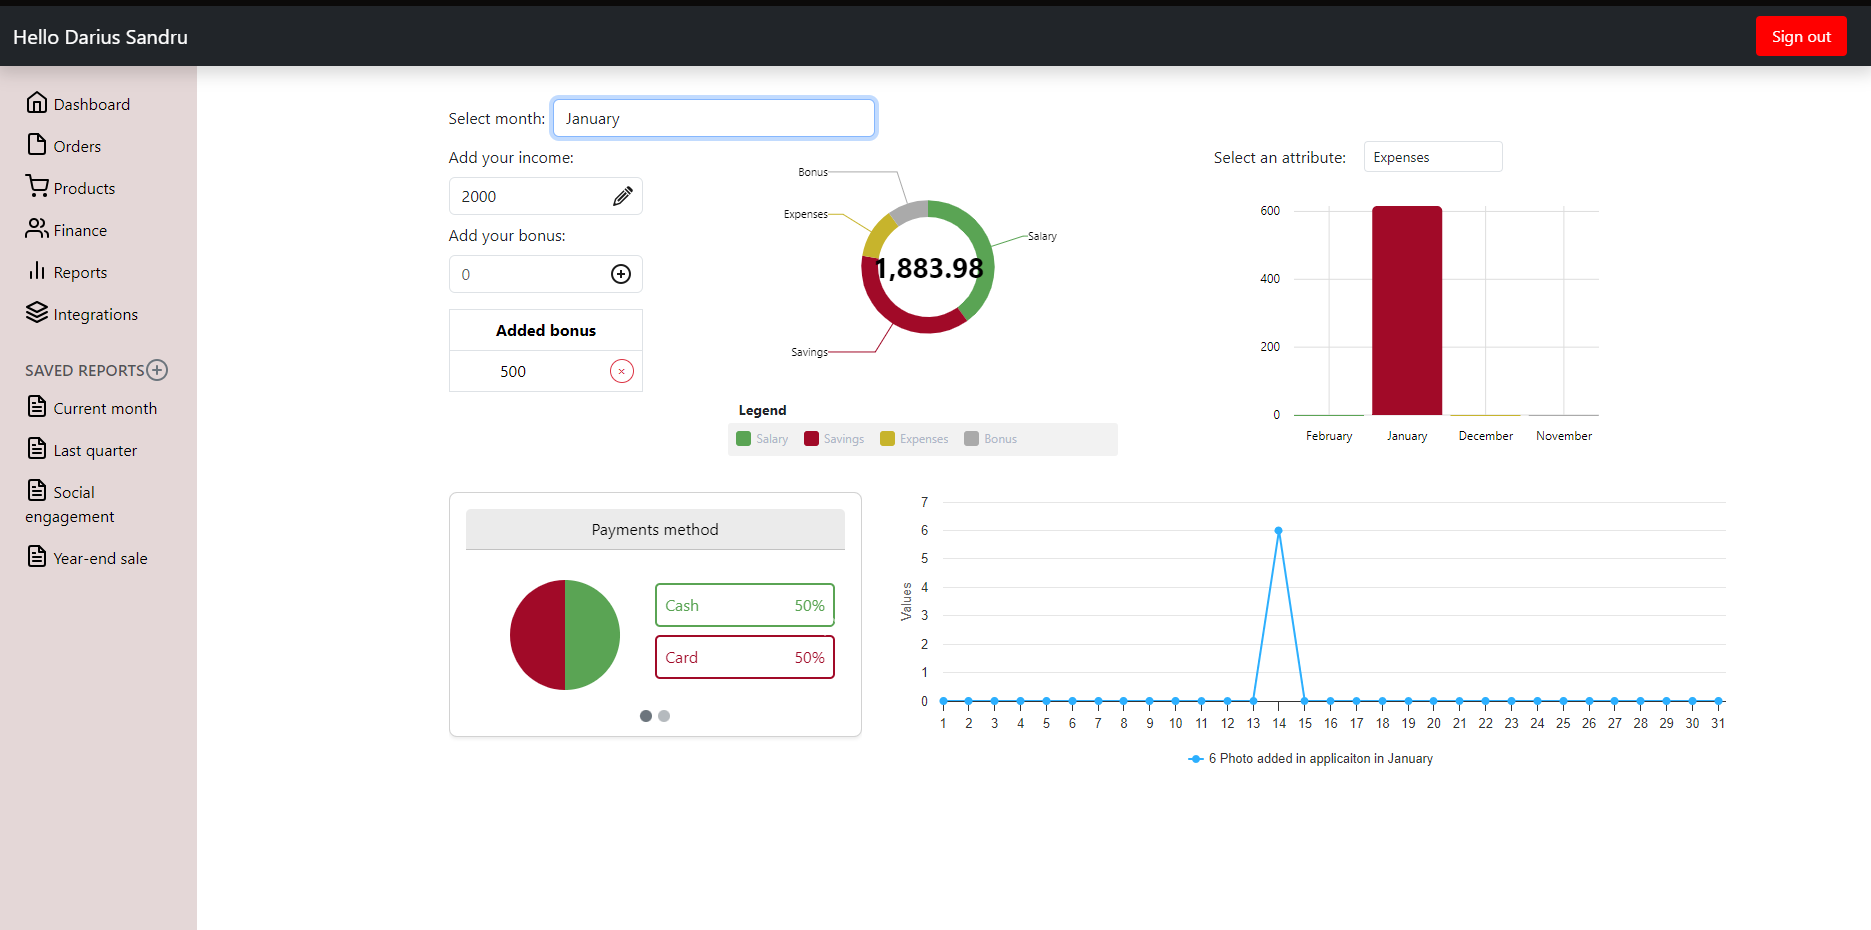 Hello Darius Sandru
Sign out
Dashboard
Orders
Products
Finance
Reports
Integrations
SAVED REPORTS
Current month
Last quarter
Social
engagement
Year-end sale
Select month: January
Add your income:
2000
Add your bonus:
0
Added bonus
500
Bonus
Expenses
Salary
1,883.98
Savings
Legend
Salary Savings Expenses Bonus
Select an attribute: Expenses
600
400
200
0
February January December November
Payments method
Cash 50%
Card 50%
Values
7
6
5
4
3
2
1
0
1 2 3 4 5 6 7 8 9 10 11 12 13 14 15 16 17 18 19 20 21 22 23 24 25 26 27 28 29 30 31
6 Photo added in applicaiton in January